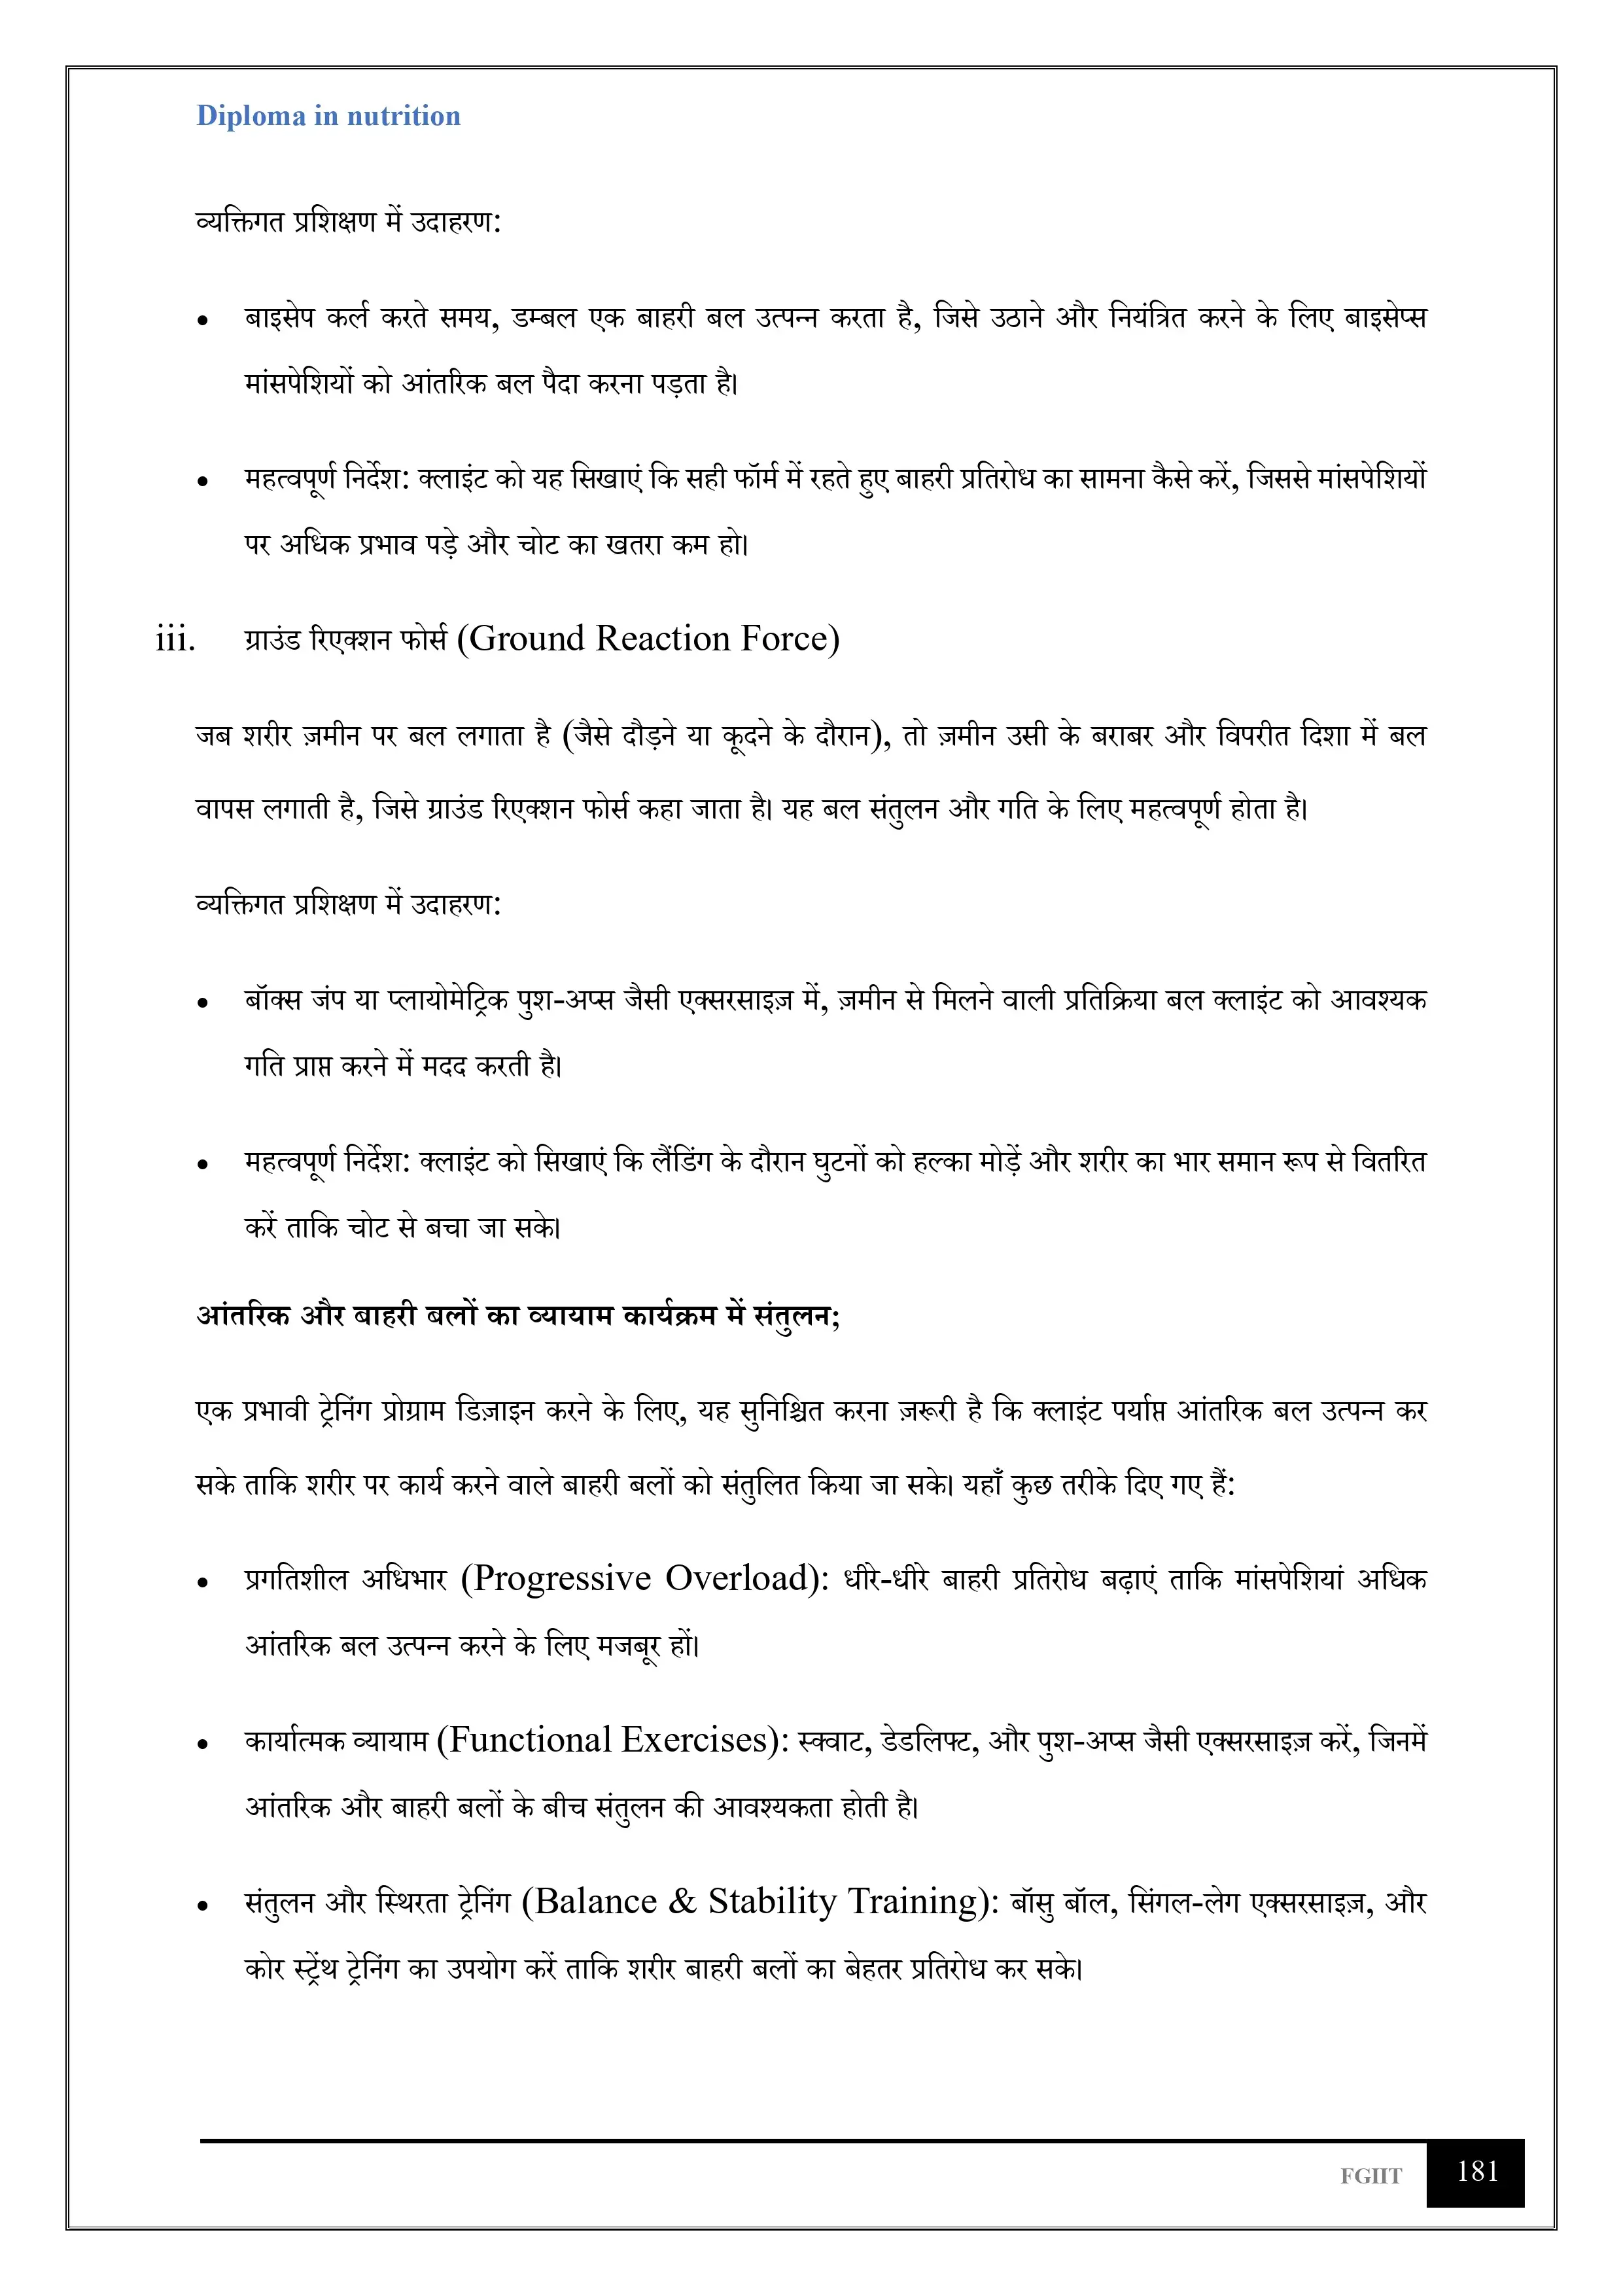 Diploma in nutrition
व्यक्तिगत प्रशिक्षण में उदाहरण:
• बाइसेप कर्ल करते समय, डम्बल एक बाहरी बल उत्पन्न करता है, जिसे उठाने और नियंत्रित करने के लिए बाइसेप्स
मांसपेशियों को आंतरिक बल पैदा करना पड़ता है।
• महत्वपूर्ण निर्देश: क्लाइंट को यह सिखाएं कि सही फॉर्म में रहते हुए बाहरी प्रतिरोध का सामना कैसे करें, जिससे मांसपेशियों
पर अधिक प्रभाव पड़े और चोट का खतरा कम हो।
iii. ग्राउंड रिएक्शन फोर्स (Ground Reaction Force)
जब शरीर ज़मीन पर बल लगाता है (जैसे दौड़ने या कूदने के दौरान), तो ज़मीन उसी के बराबर और विपरीत दिशा में बल
वापस लगाती है, जिसे ग्राउंड रिएक्शन फोर्स कहा जाता है। यह बल संतुलन और गति के लिए महत्वपूर्ण होता है।
व्यक्तिगत प्रशिक्षण में उदाहरण:
• बॉक्स जंप या प्लायोमेट्रिक पुश-अप्स जैसी एक्सरसाइज़ में, ज़मीन से मिलने वाली प्रतिक्रिया बल क्लाइंट को आवश्यक
गति प्राप्त करने में मदद करती है।
• महत्वपूर्ण निर्देश: क्लाइंट को सिखाएं कि लैंडिंग के दौरान घुटनों को हल्का मोड़ें और शरीर का भार समान रूप से वितरित
करें ताकि चोट से बचा जा सके।
आंतरिक और बाहरी बलों का व्यायाम कार्यक्रम में संतुलन;
एक प्रभावी ट्रेनिंग प्रोग्राम डिज़ाइन करने के लिए, यह सुनिश्चित करना ज़रूरी है कि क्लाइंट पर्याप्त आंतरिक बल उत्पन्न कर
सके ताकि शरीर पर कार्य करने वाले बाहरी बलों को संतुलित किया जा सके। यहाँ कुछ तरीके दिए गए हैं:
• प्रगतिशील अधिभार (Progressive Overload): धीरे-धीरे बाहरी प्रतिरोध बढ़ाएं ताकि मांसपेशियां अधिक
आंतरिक बल उत्पन्न करने के लिए मजबूर हों।
• कार्यात्मक व्यायाम (Functional Exercises): स्क्वाट, डेडलिफ्ट, और पुश-अप्स जैसी एक्सरसाइज़ करें, जिनमें
आंतरिक और बाहरी बलों के बीच संतुलन की आवश्यकता होती है।
• संतुलन और स्थिरता ट्रेनिंग (Balance & Stability Training): बॉसु बॉल, सिंगल-लेग एक्सरसाइज़, और
कोर स्ट्रेंथ ट्रेनिंग का उपयोग करें ताकि शरीर बाहरी बलों का बेहतर प्रतिरोध कर सके।
FGIIT 181